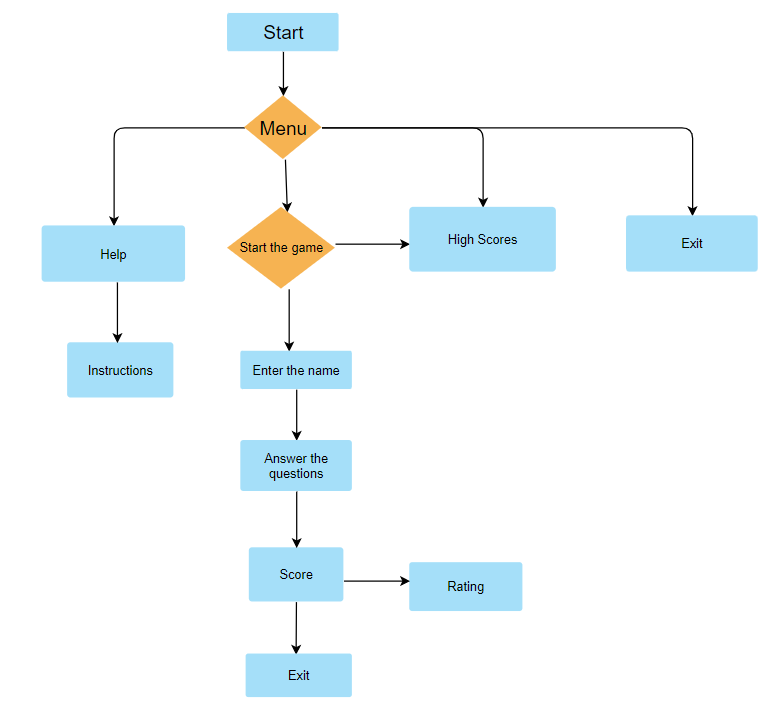 Start
Menu
Help
Start the game
High Scores
Exit
Instructions
Enter the name
Answer the
questions
Score
Rating
Exit